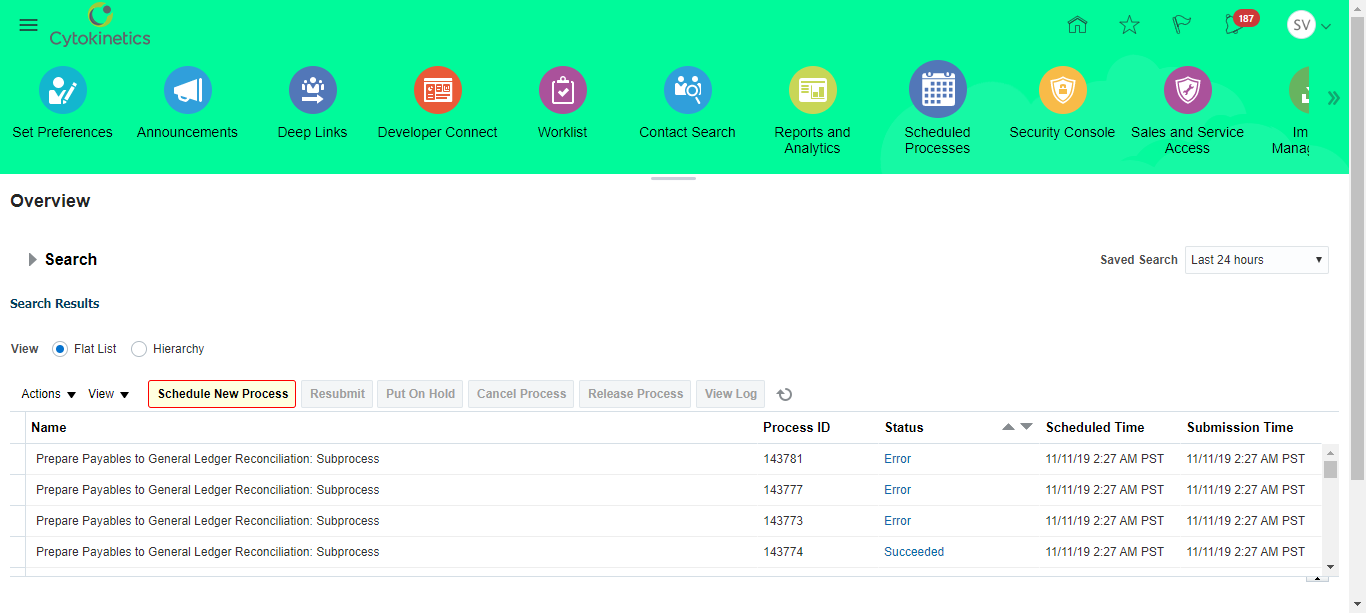 Cytokinetics
187
SV
Set Preferences
Announcements
Deep Links
Developer Connect
Worklist
Contact Search
Reports and
Analytics
Scheduled
Processes
Security Console
Sales and Service
Access
Im
Manag
Overview
Search
Saved Search Last 24 hours
Search Results
View Flat List Hierarchy
Actions View Schedule New Process Resubmit Put On Hold Cancel Process Release Process View Log
Name Process ID Status Scheduled Time Submission Time
Prepare Payables to General Ledger Reconciliation: Subprocess 143781 Error 11/11/19 2:27 AM PST 11/11/19 2:27 AM PST
Prepare Payables to General Ledger Reconciliation: Subprocess 143777 Error 11/11/19 2:27 AM PST 11/11/19 2:27 AM PST
Prepare Payables to General Ledger Reconciliation: Subprocess 143773 Error 11/11/19 2:27 AM PST 11/11/19 2:27 AM PST
Prepare Payables to General Ledger Reconciliation: Subprocess 143774 Succeeded 11/11/19 2:27 AM PST 11/11/19 2:27 AM PST